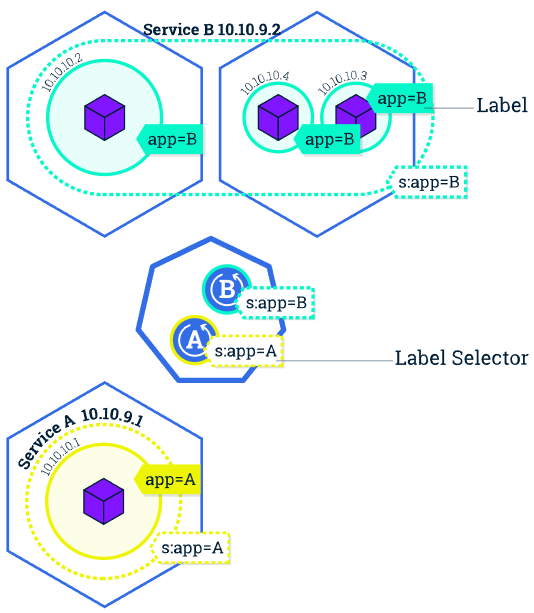 Service B 10.10.9.2
10.10.10.2
10.10.10.4
10.10.10.3
app=B
app=B
app=B
Label
s:app=B
B
s:app=B
A
s:app=A
Label Selector
Service A 10.10.9.1
10.10.10.1
app=A
s:app=A